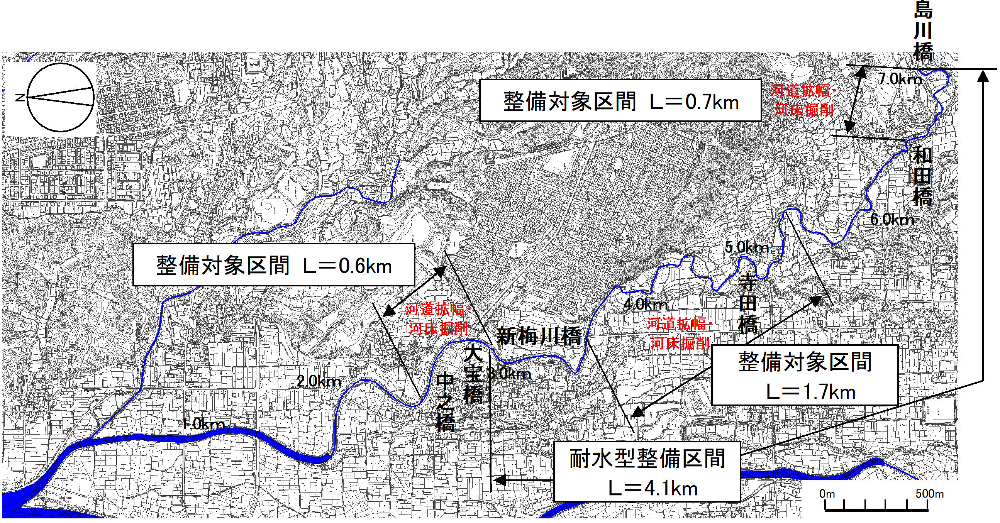 島川橋
N
整備対象区間 L=0.7km
河道拡幅・
河床掘削
7.0km
和田橋
6.0km
整備対象区間 L=0.6km
河道拡幅・
河床掘削
5.0km
寺田橋
4.0km
河道拡幅・
河床掘削
新梅川橋
大宝橋
3.0km
中之橋
2.0km
1.0km
整備対象区間
L=1.7km
耐水型整備区間
L=4.1km
0m
500m